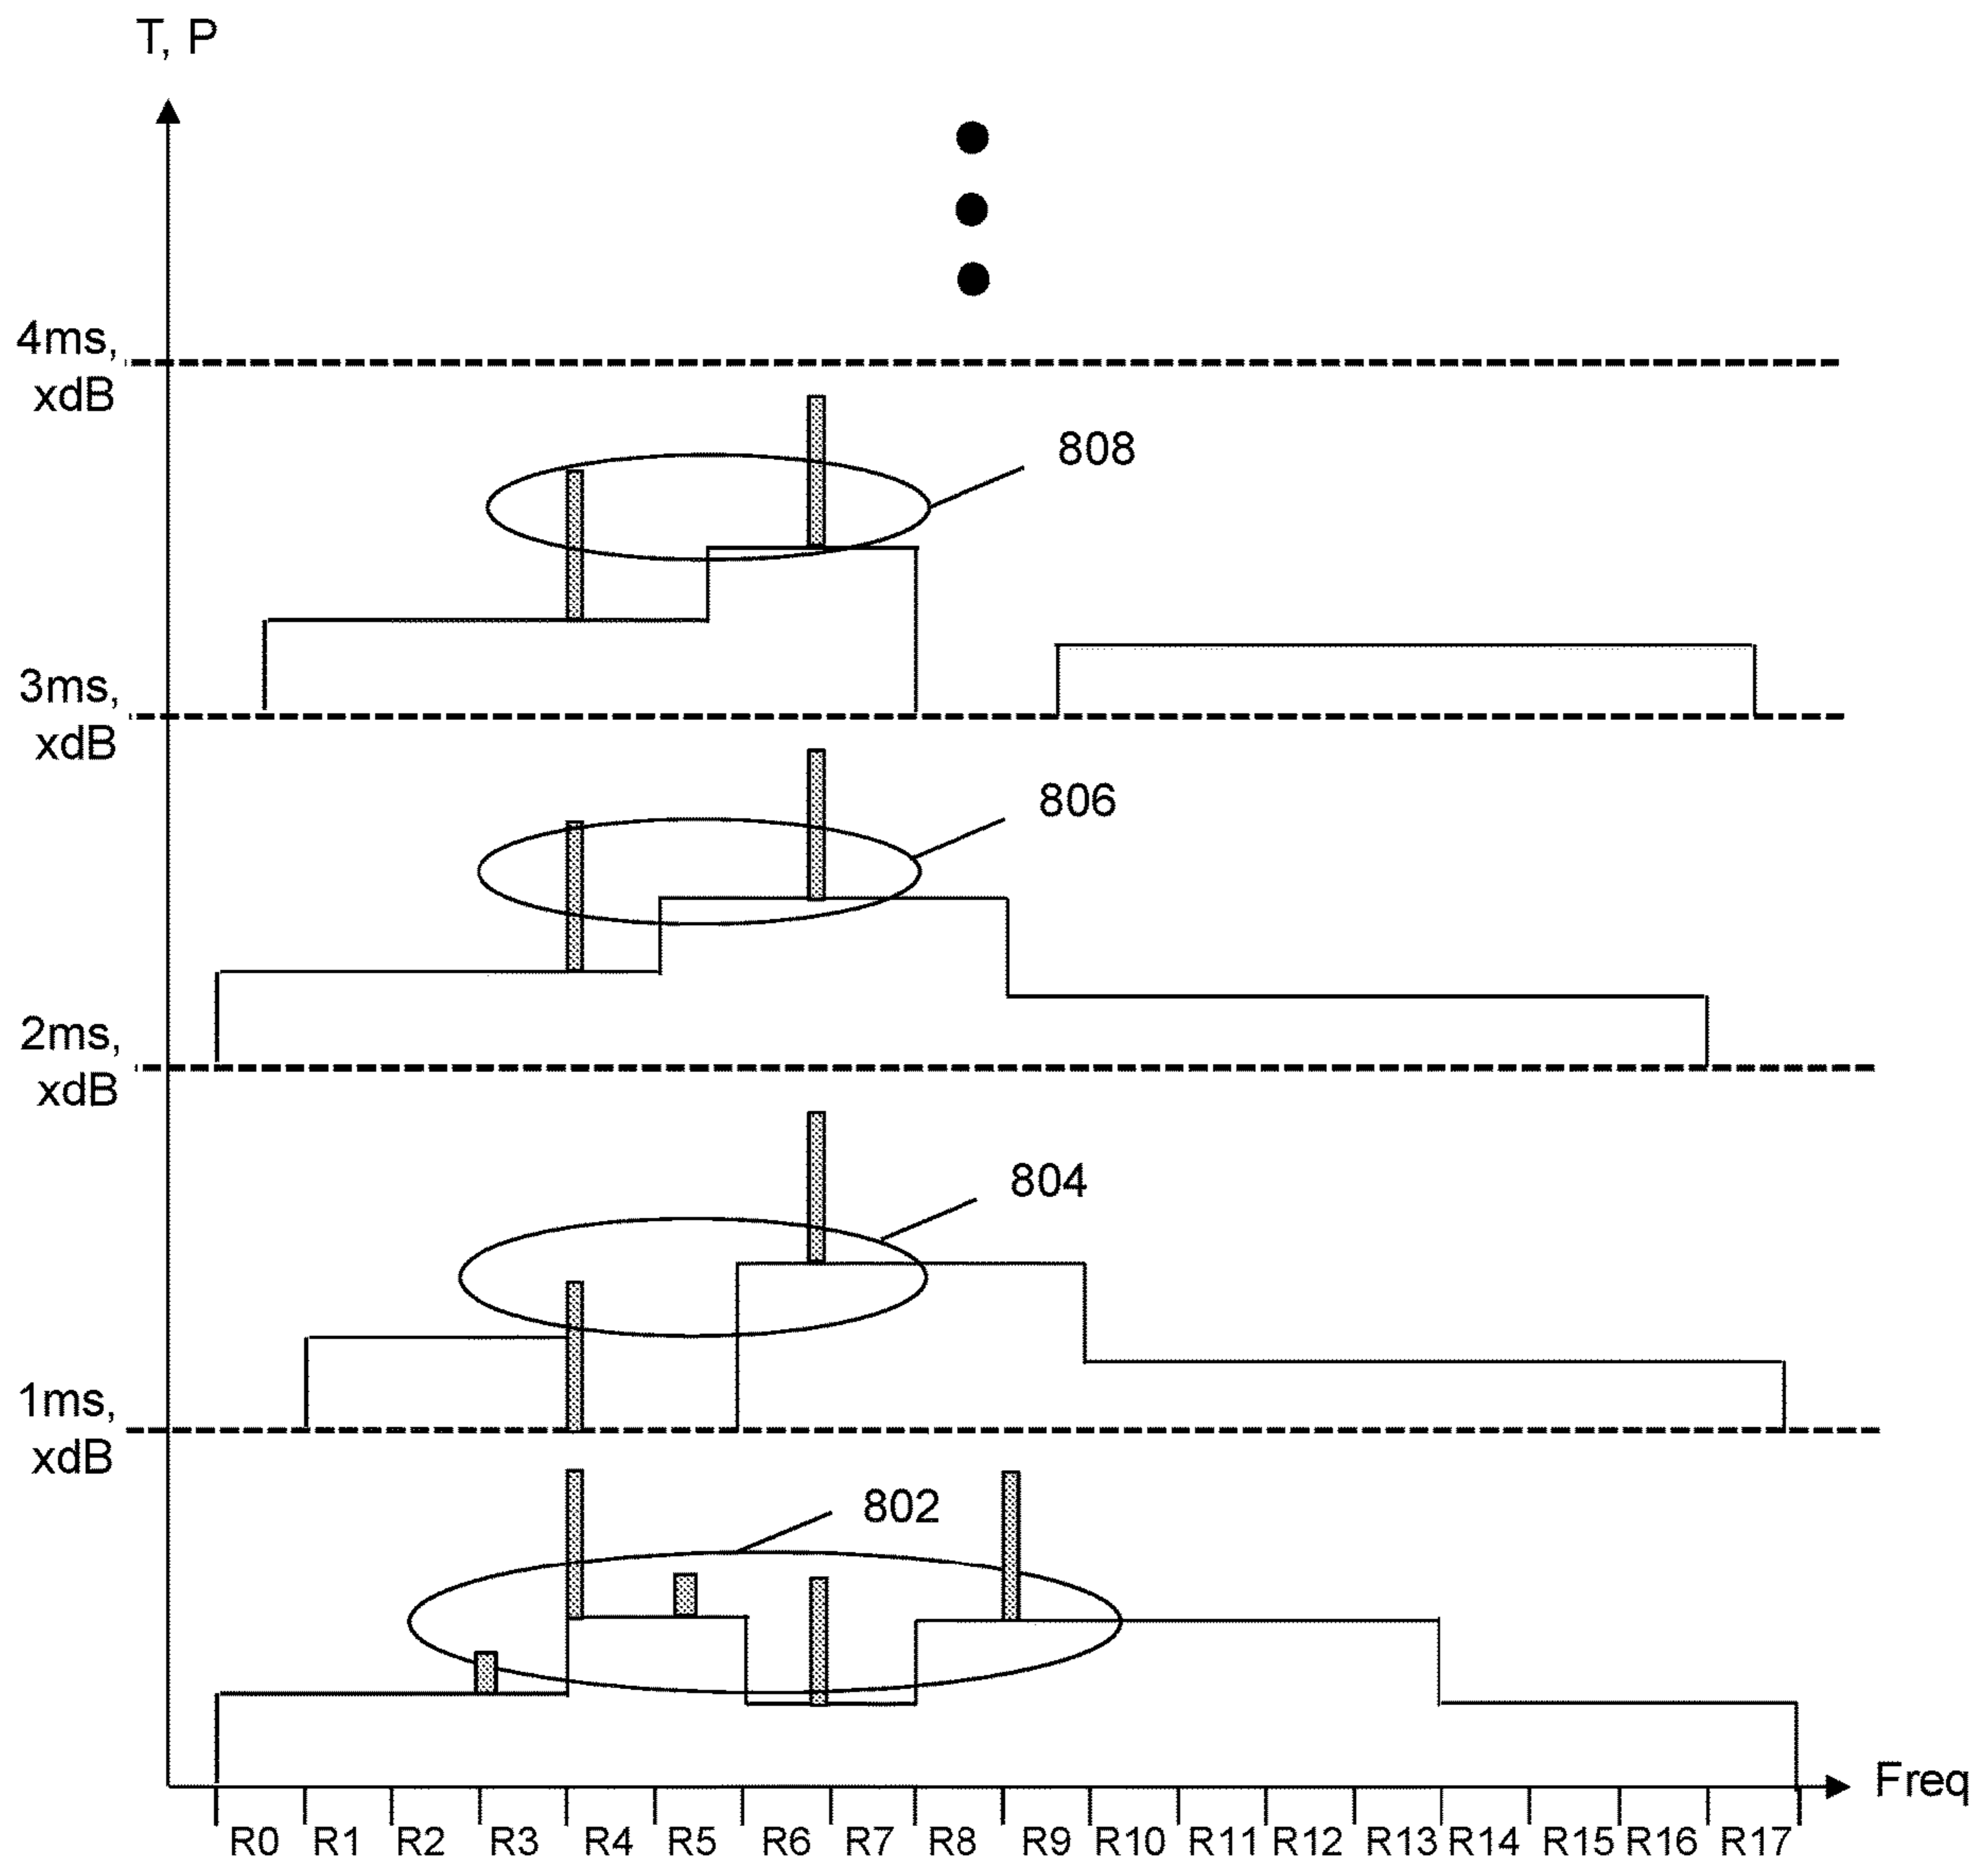 T, P
4ms,
xdB
808
3ms,
xdB
806
2ms,
xdB
804
1ms,
xdB
802
Freq
R0 R1 R2 R3 R4 R5 R6 R7 R8 R9 R10 R11 R12 R13 R14 R15 R16 R17